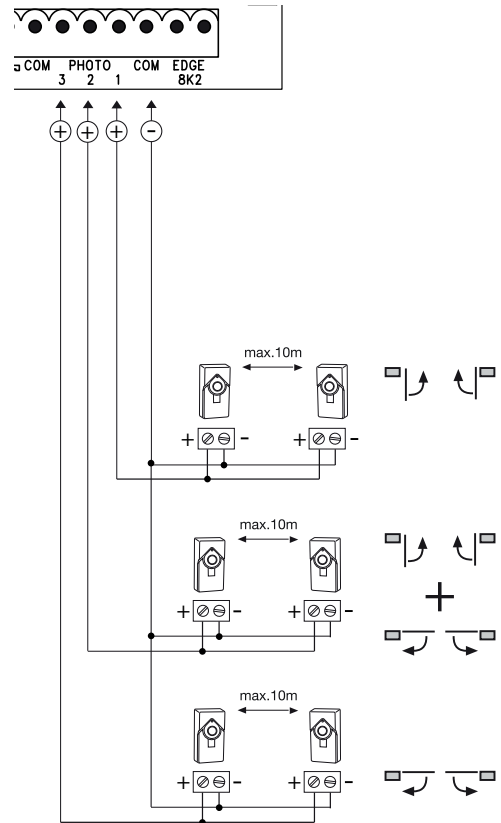 COM PHOTO COM EDGE
3 2 1 8K2
+ + + -
max.10m
+ - + -
max.10m
+ - + -
+
max.10m
+ - + -